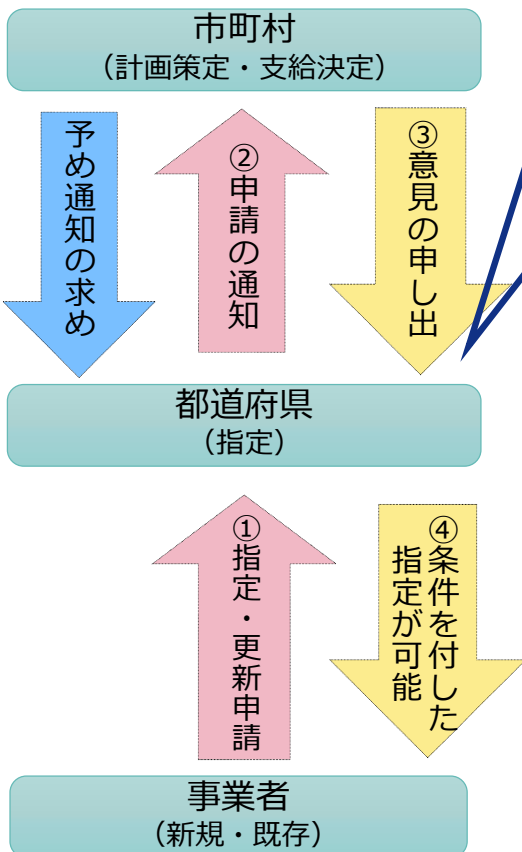 市町村
（計画策定・支給決定）
予め通知の求め
②申請の通知
③意見の申し出
都道府県
（指定）
①指定・更新申請
④条件を付した
指定が可能
事業者
（新規・既存）